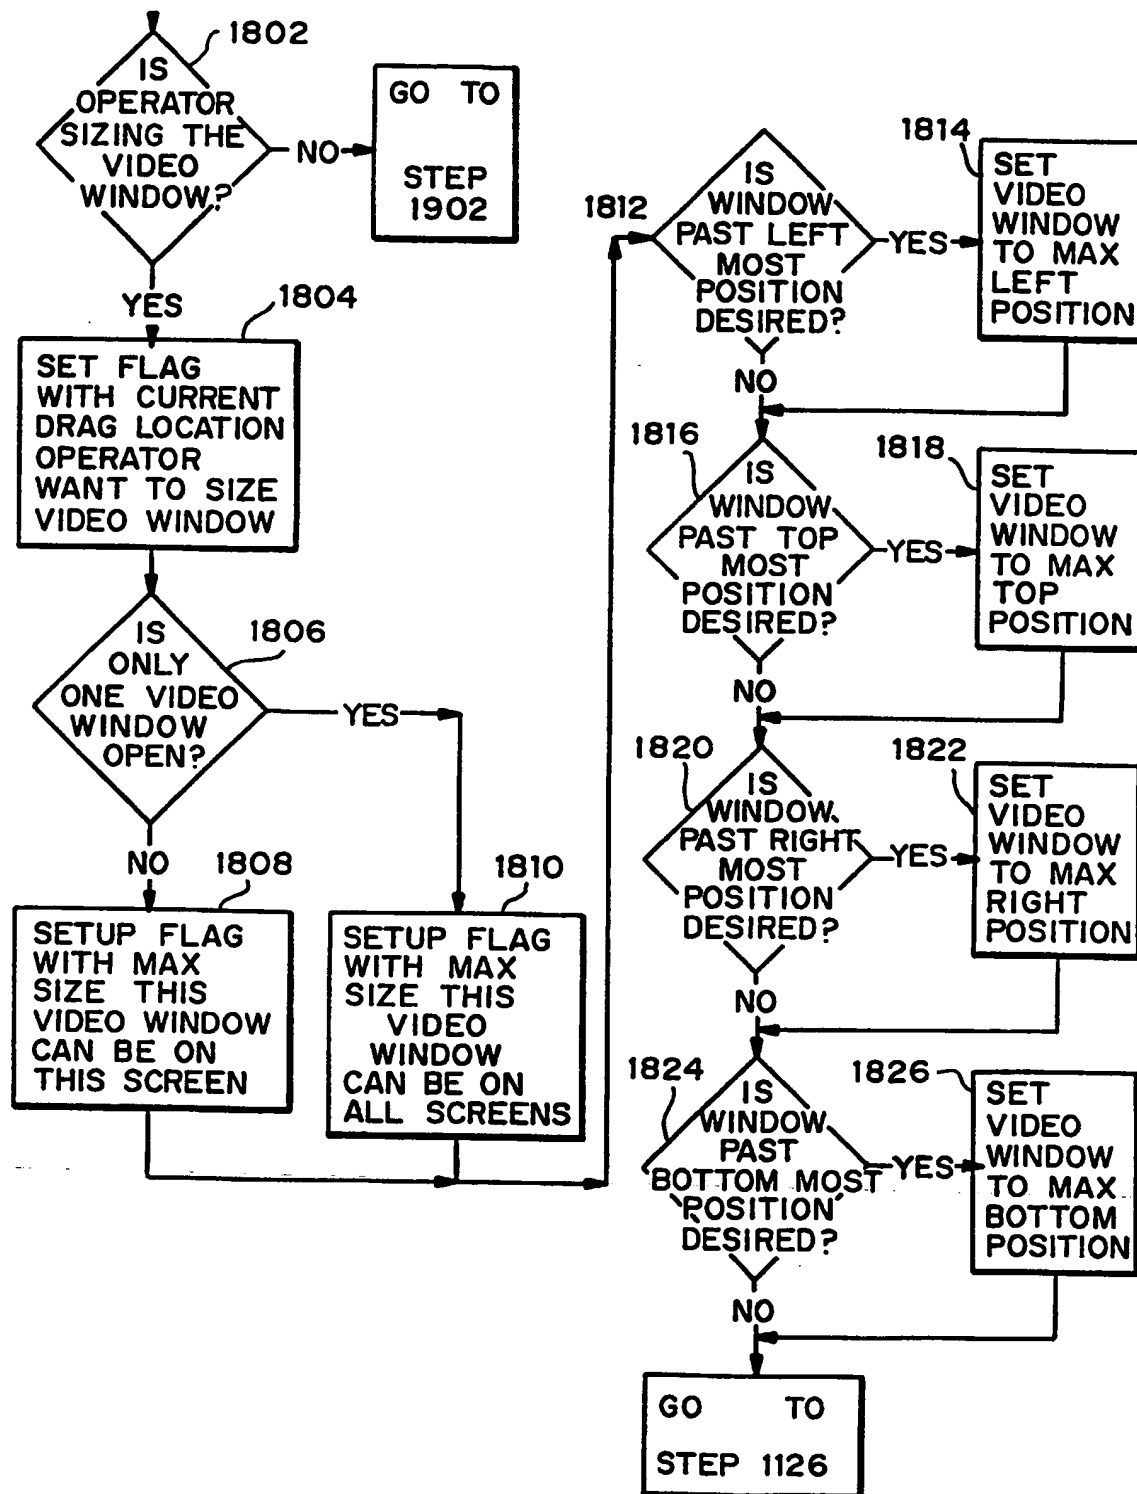 1802
IS
OPERATOR
SIZING THE
VIDEO
WINDOW?
NO
GO TO
STEP
1902
YES
1804
SET FLAG
WITH CURRENT
DRAG LOCATION
OPERATOR
WANT TO SIZE
VIDEO WINDOW
1806
IS
ONLY
ONE VIDEO
WINDOW
OPEN?
YES
NO
1808
SETUP FLAG
WITH MAX
SIZE THIS
VIDEO WINDOW
CAN BE ON
THIS SCREEN
1810
SETUP FLAG
WITH MAX
SIZE THIS
VIDEO
WINDOW
CAN BE ON
ALL SCREENS
1812
IS
WINDOW
PAST LEFT
MOST
POSITION
DESIRED?
YES
1814
SET
VIDEO
WINDOW
TO MAX
LEFT
POSITION
NO
1816
IS
WINDOW
PAST TOP
MOST
POSITION
DESIRED?
YES
1818
SET
VIDEO
WINDOW
TO MAX
TOP
POSITION
NO
1820
IS
WINDOW
PAST RIGHT
MOST
POSITION
DESIRED?
YES
1822
SET
VIDEO
WINDOW
TO MAX
RIGHT
POSITION
NO
1824
IS
WINDOW
PAST
BOTTOM MOST
POSITION
DESIRED?
YES
1826
SET
VIDEO
WINDOW
TO MAX
BOTTOM
POSITION
NO
GO TO
STEP 1126